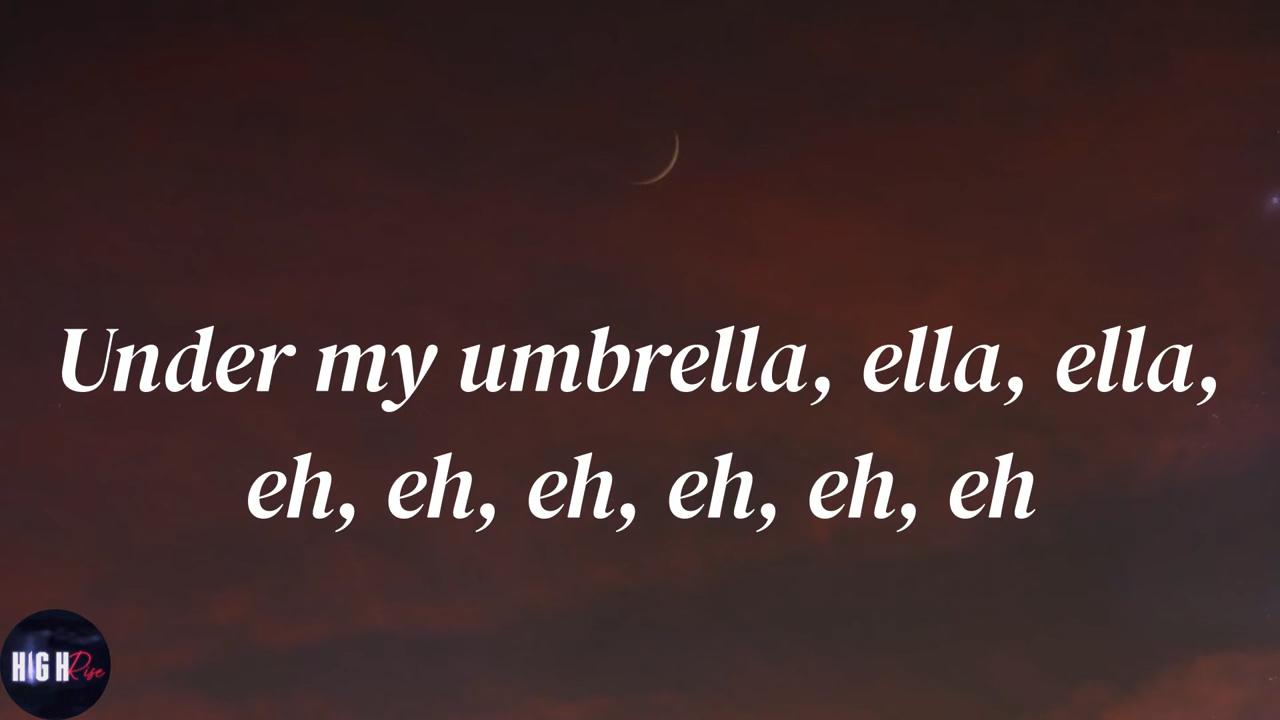 Under my umbrella, ella, ella,
eh, eh, eh, eh, eh, eh
HIGH Rise